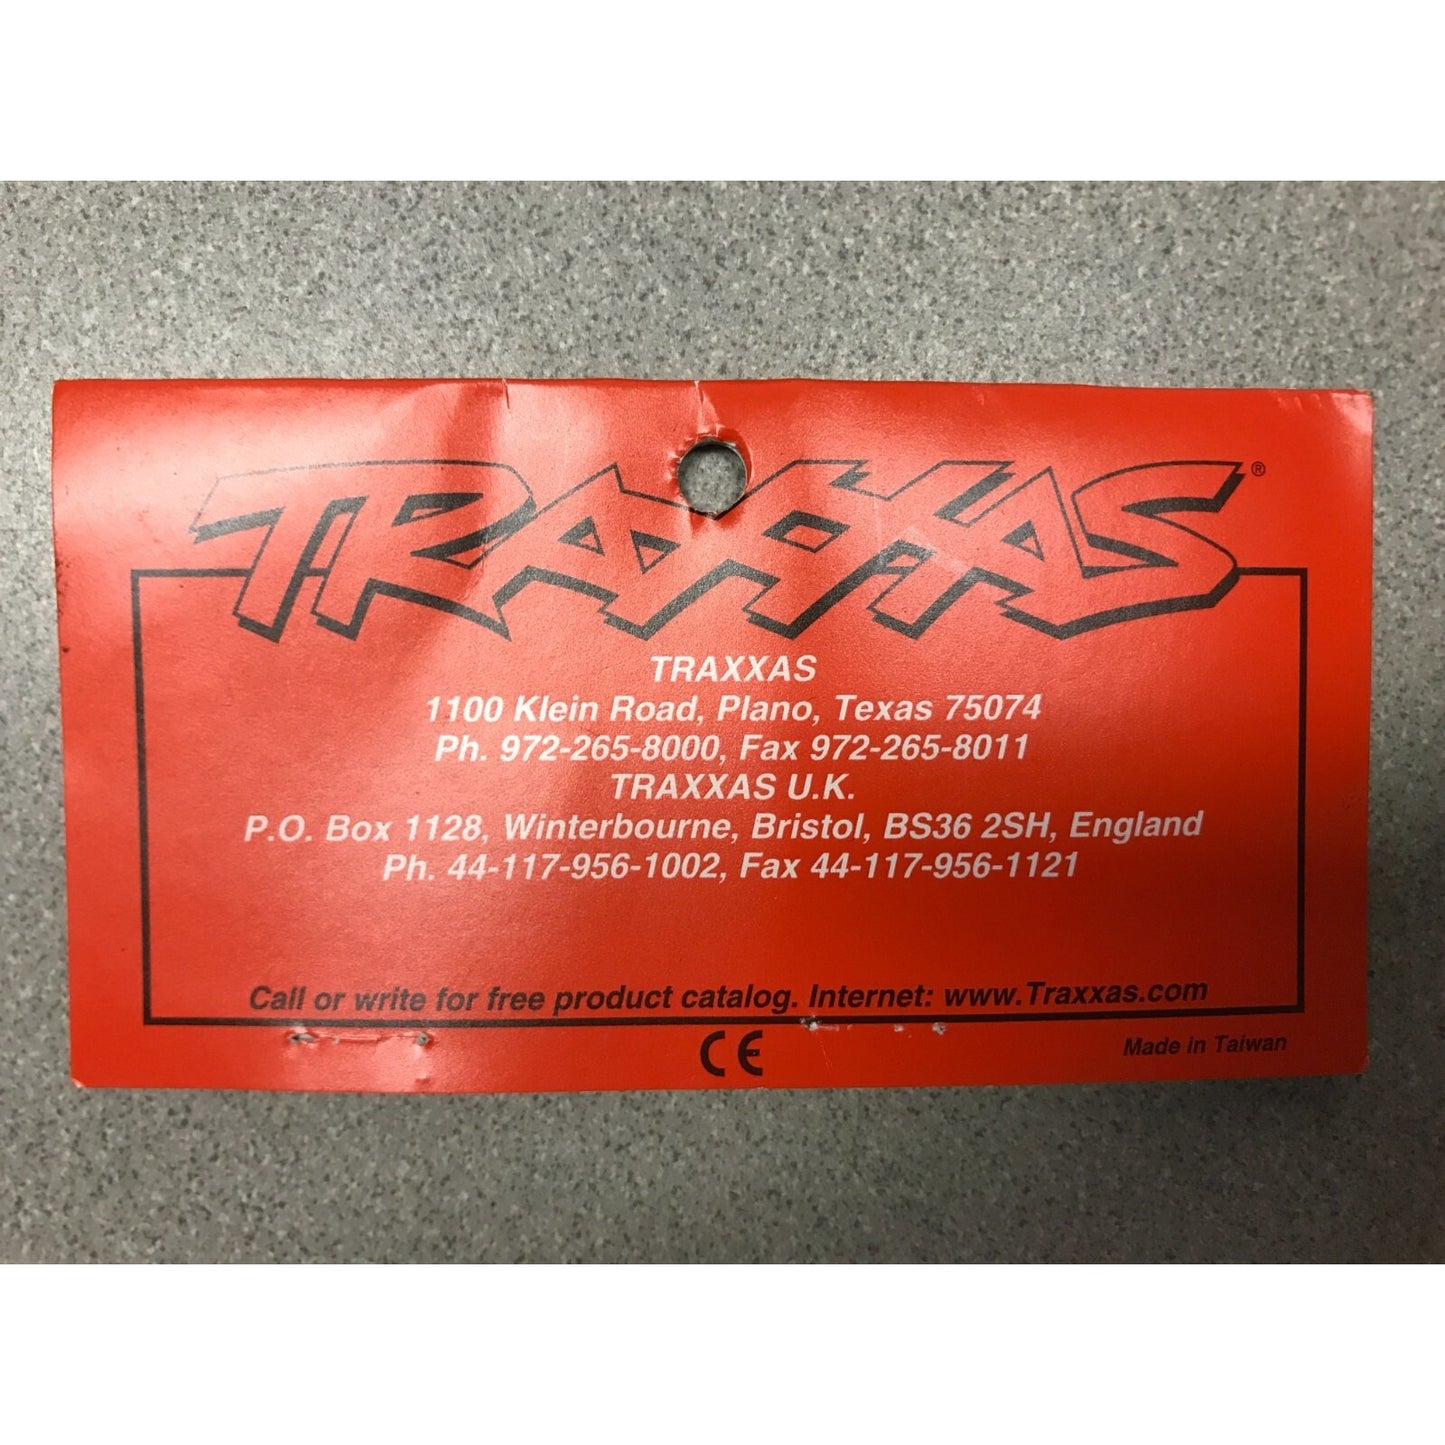 TRAXXAS®
TRAXXAS
1100 Klein Road, Plano, Texas 75074
Ph. 972-265-8000, Fax 972-265-8011
TRAXXAS U.K.
P.O. Box 1128, Winterbourne, Bristol, BS36 2SH, England
Ph. 44-117-956-1002, Fax 44-117-956-1121
Call or write for free product catalog. Internet: www.Traxxas.com
CE
Made in Taiwan